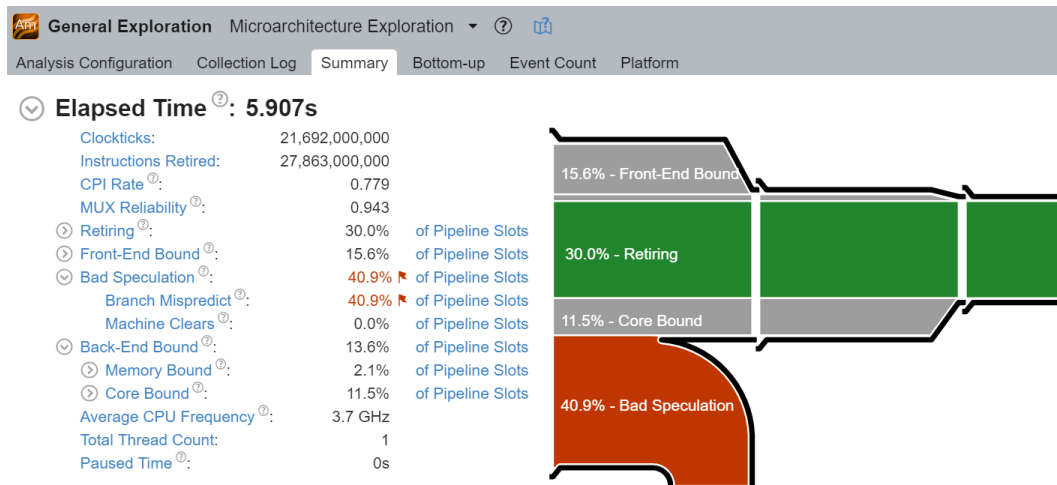 Am General Exploration Microarchitecture Exploration ?
Analysis Configuration Collection Log Summary Bottom-up Event Count Platform
Elapsed Time ?: 5.907s
Clockticks: 21,692,000,000
Instructions Retired: 27,863,000,000
CPI Rate ?: 0.779
MUX Reliability ?: 0.943
Retiring ?: 30.0% of Pipeline Slots
Front-End Bound ?: 15.6% of Pipeline Slots
Bad Speculation ?: 40.9% of Pipeline Slots
Branch Mispredict ?: 40.9% of Pipeline Slots
Machine Clears ?: 0.0% of Pipeline Slots
Back-End Bound ?: 13.6% of Pipeline Slots
Memory Bound ?: 2.1% of Pipeline Slots
Core Bound ?: 11.5% of Pipeline Slots
Average CPU Frequency ?: 3.7 GHz
Total Thread Count: 1
Paused Time ?: 0s
15.6% - Front-End Bound
30.0% - Retiring
11.5% - Core Bound
40.9% - Bad Speculation